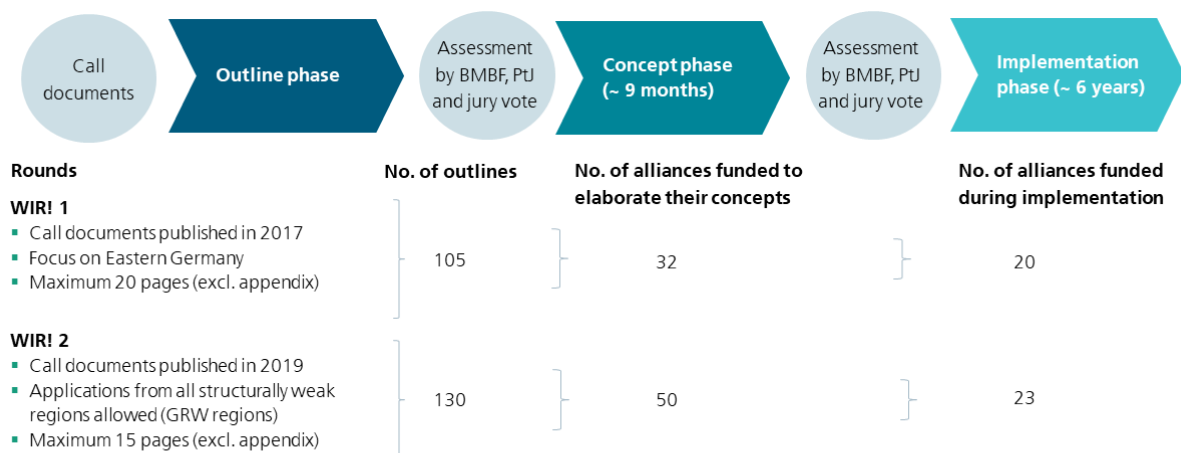 Call
documents
Outline phase
Assessment
by BMBF, PtJ
and jury vote
Concept phase
(~ 9 months)
Assessment
by BMBF, PtJ
and jury vote
Implementation
phase (~ 6 years)
Rounds
No. of outlines
No. of alliances funded to
elaborate their concepts
No. of alliances funded
during implementation
WIR! 1
▪ Call documents published in 2017
▪ Focus on Eastern Germany
▪ Maximum 20 pages (excl. appendix)
105
32
20
WIR! 2
▪ Call documents published in 2019
▪ Applications from all structurally weak
regions allowed (GRW regions)
▪ Maximum 15 pages (excl. appendix)
130
50
23